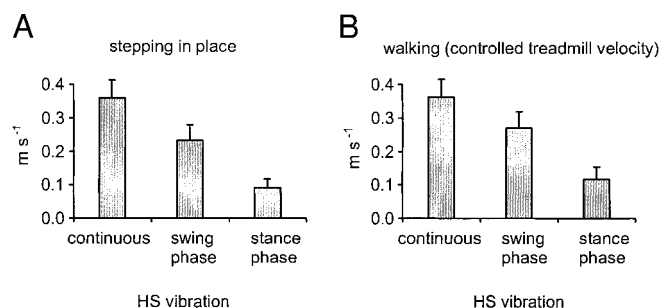 A
stepping in place
0.4
0.3
0.2
0.1
0.0
m s⁻¹
continuous
swing phase
stance phase
HS vibration
B
walking (controlled treadmill velocity)
0.4
0.3
0.2
0.1
0.0
m s⁻¹
continuous
swing phase
stance phase
HS vibration